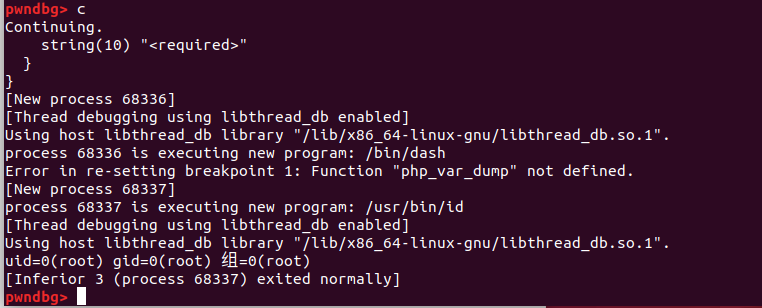 pwndbg> c
Continuing.
    string(10) "<required>"
  }
}
[New process 68336]
[Thread debugging using libthread_db enabled]
Using host libthread_db library "/lib/x86_64-linux-gnu/libthread_db.so.1".
process 68336 is executing new program: /bin/dash
Error in re-setting breakpoint 1: Function "php_var_dump" not defined.
[New process 68337]
process 68337 is executing new program: /usr/bin/id
[Thread debugging using libthread_db enabled]
Using host libthread_db library "/lib/x86_64-linux-gnu/libthread_db.so.1".
uid=0(root) gid=0(root) 组=0(root)
[Inferior 3 (process 68337) exited normally]
pwndbg>